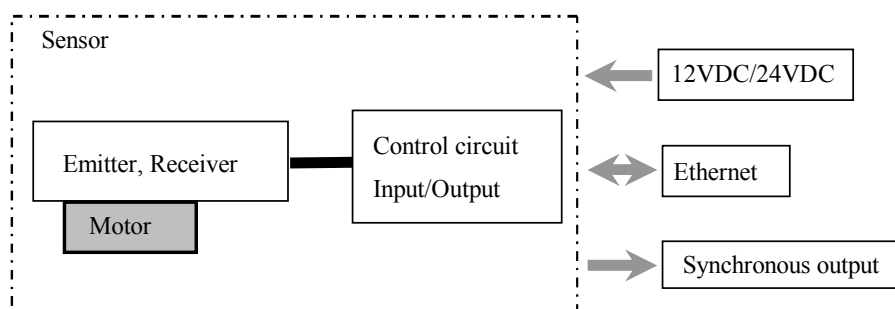 Sensor
12VDC/24VDC
Emitter, Receiver
Control circuit
Input/Output
Ethernet
Motor
Synchronous output